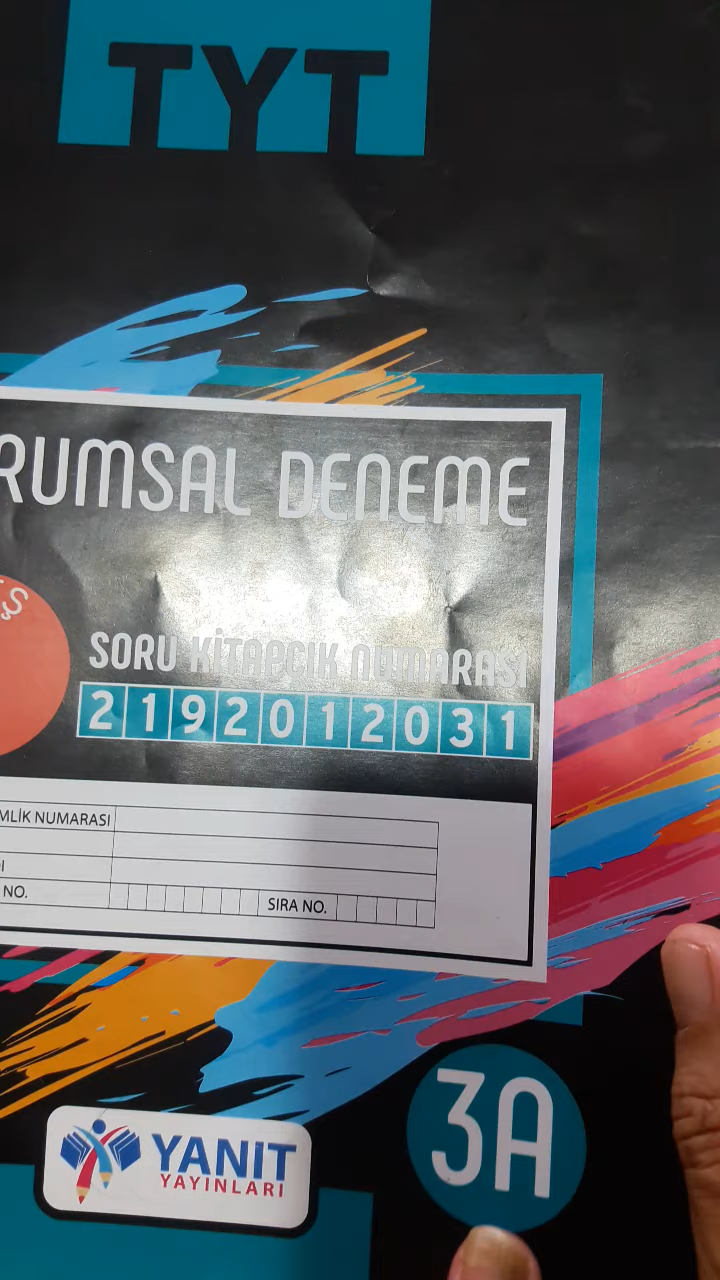 TYT
RUMSAL DENEME
SORU KİTAPÇIK NUMARASI
2192012031
MLİK NUMARASI
NO.
SIRA NO.
3A
YANIT
YAYINLARI